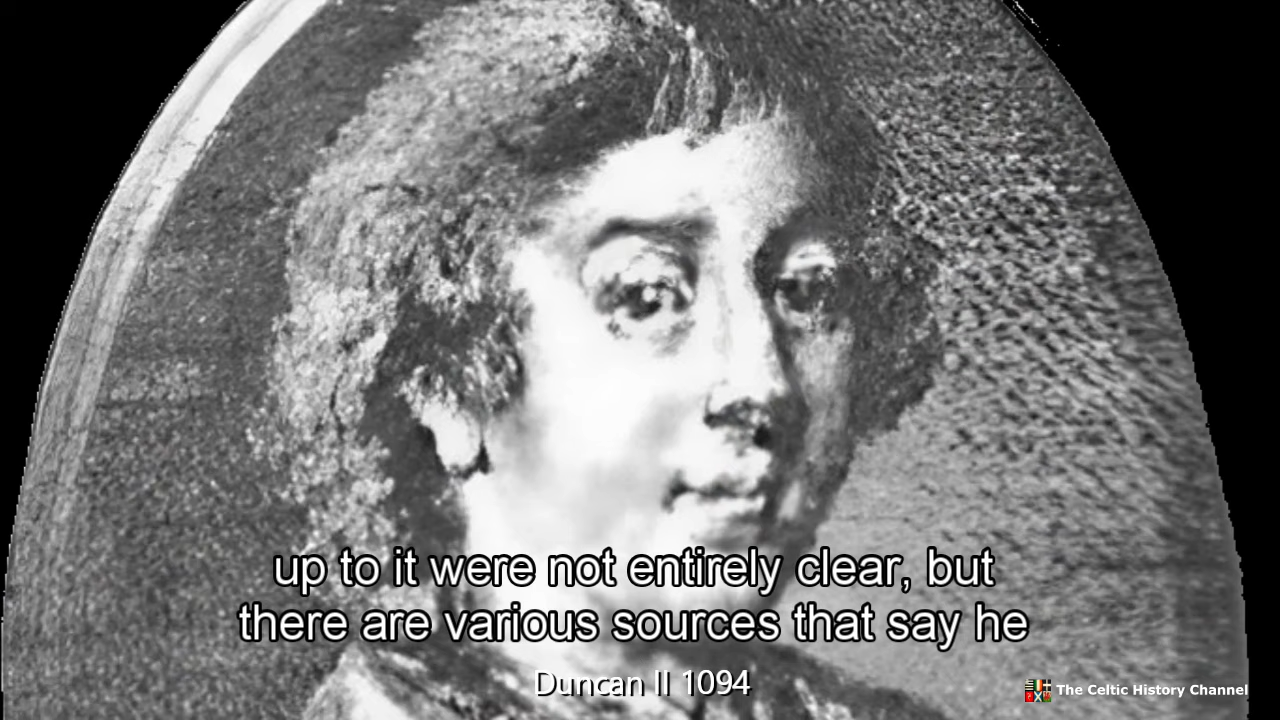 up to it were not entirely clear, but
there are various sources that say he
Duncan II 1094
The Celtic History Channel